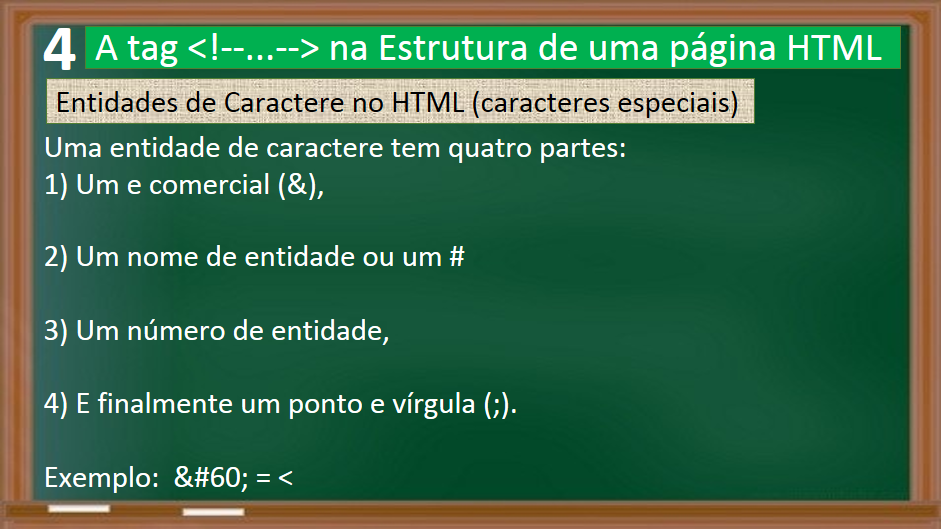 4 A tag <!--...--> na Estrutura de uma página HTML
Entidades de Caractere no HTML (caracteres especiais)
Uma entidade de caractere tem quatro partes:
1) Um e comercial (&),
2) Um nome de entidade ou um #
3) Um número de entidade,
4) E finalmente um ponto e vírgula (;).
Exemplo:  &#60; = <